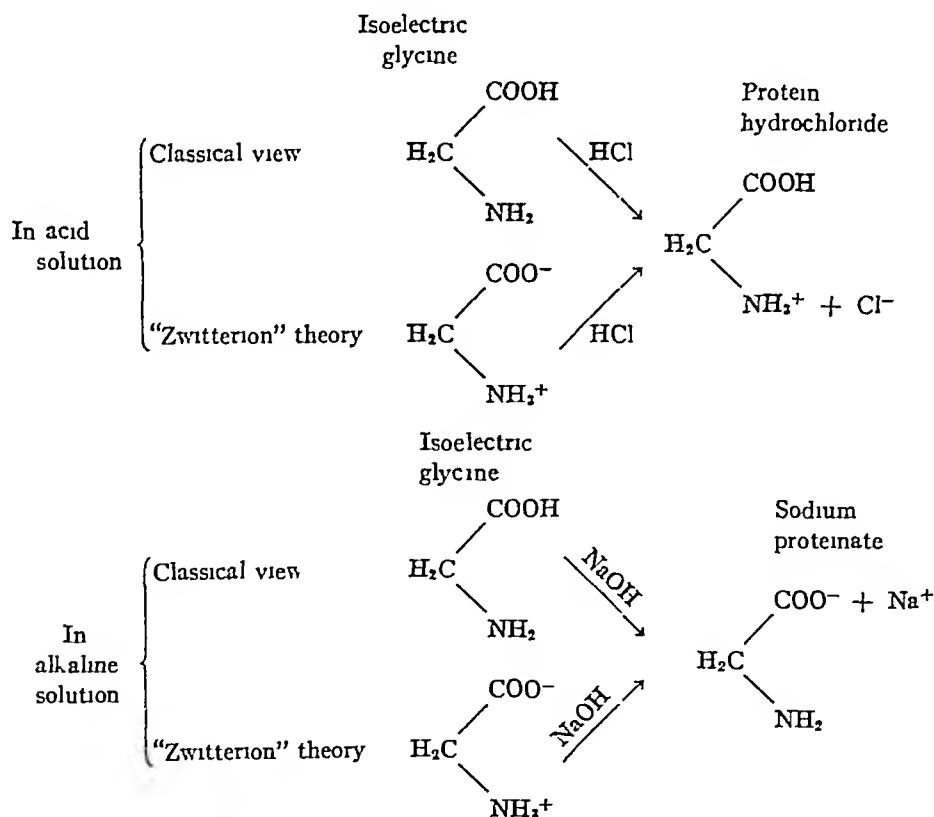 Isoelectric
glycine
COOH
Protein
hydrochloride
Classical view
H₂C
HCl
COOH
NH₂
In acid
solution
H₂C
COO⁻
NH₃⁺ + Cl⁻
"Zwitterion" theory
H₂C
HCl
NH₃⁺
Isoelectric
glycine
COOH
Sodium
proteinate
Classical view
H₂C
NaOH
COO⁻ + Na⁺
NH₂
In
alkaline
solution
H₂C
COO⁻
NaOH
NH₂
"Zwitterion" theory
H₂C
NH₃⁺